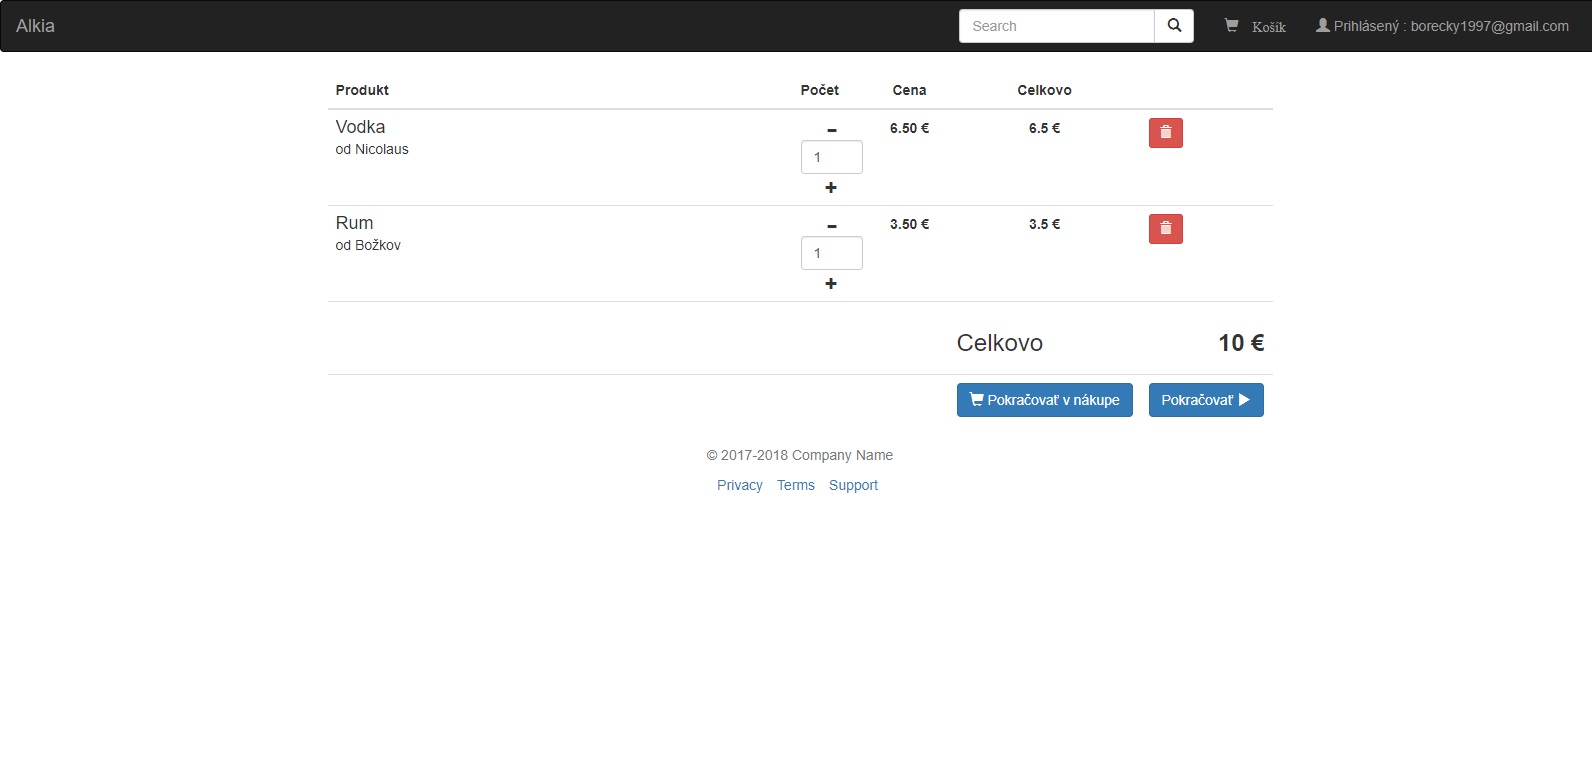 Alkia Search Košík Prihlásený : borecky1997@gmail.com
Produkt Počet Cena Celkovo
Vodka 6.50 € 6.5 €
od Nicolaus
1
Rum 3.50 € 3.5 €
od Božkov
1
Celkovo 10 €
Pokračovať v nákupe Pokračovať
© 2017-2018 Company Name
Privacy Terms Support